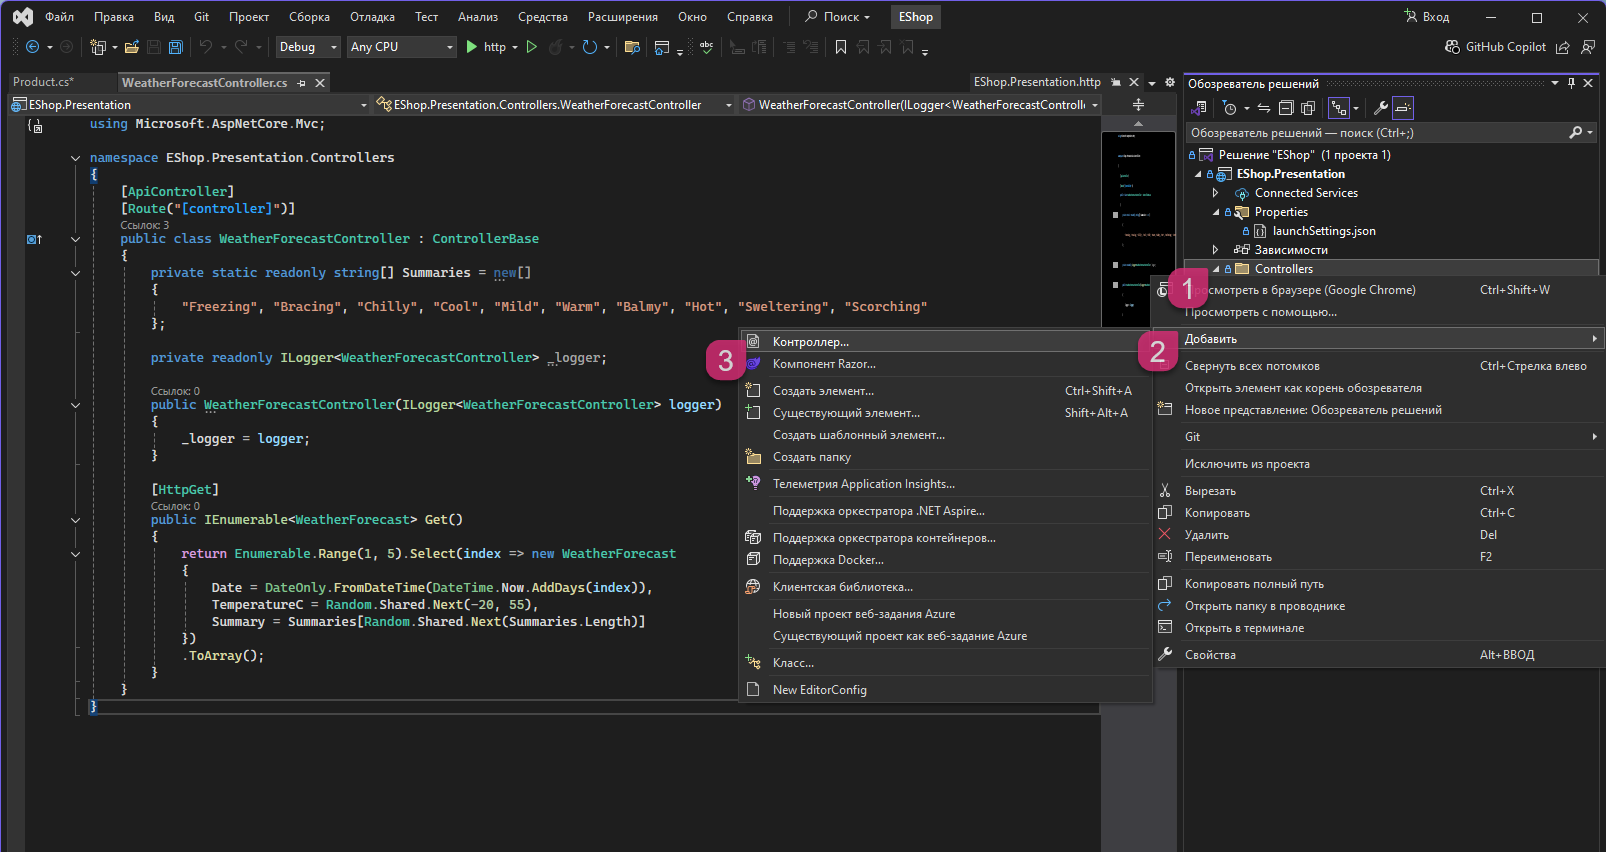 Файл Правка Вид Git Проект Сборка Отладка Тест Анализ Средства Расширения Окно Справка Поиск EShop Вход
Debug Any CPU http abc GitHub Copilot
Product.cs* WeatherForecastController.cs EShop.Presentation.http
EShop.Presentation EShop.Presentation.Controllers.WeatherForecastController WeatherForecastController(ILogger<WeatherForecastControlle
using Microsoft.AspNetCore.Mvc;
namespace EShop.Presentation.Controllers
{
[ApiController]
[Route("[controller]")]
Ссылок: 3
public class WeatherForecastController : ControllerBase
{
private static readonly string[] Summaries = new[]
{
"Freezing", "Bracing", "Chilly", "Cool", "Mild", "Warm", "Balmy", "Hot", "Sweltering", "Scorching"
};
private readonly ILogger<WeatherForecastController> _logger;
Ссылок: 0
public WeatherForecastController(ILogger<WeatherForecastController> logger)
{
_logger = logger;
}
[HttpGet]
Ссылок: 0
public IEnumerable<WeatherForecast> Get()
{
return Enumerable.Range(1, 5).Select(index => new WeatherForecast
{
Date = DateOnly.FromDateTime(DateTime.Now.AddDays(index)),
TemperatureC = Random.Shared.Next(-20, 55),
Summary = Summaries[Random.Shared.Next(Summaries.Length)]
})
.ToArray();
}
}
}
3
Контроллер...
Компонент Razor...
Создать элемент... Ctrl+Shift+A
Существующий элемент... Shift+Alt+A
Создать шаблонный элемент...
Создать папку
Телеметрия Application Insights...
Поддержка оркестратора .NET Aspire...
Поддержка оркестратора контейнеров...
Поддержка Docker...
Клиентская библиотека...
Новый проект веб-задания Azure
Существующий проект как веб-задание Azure
Класс...
New EditorConfig
Обозреватель решений
Обозреватель решений — поиск (Ctrl+;)
Решение "EShop" (1 проекта 1)
EShop.Presentation
Connected Services
Properties
launchSettings.json
Зависимости
Controllers
1
смотреть в браузере (Google Chrome) Ctrl+Shift+W
Просмотреть с помощью...
2
Добавить
Свернуть всех потомков Ctrl+Стрелка влево
Открыть элемент как корень обозревателя
Новое представление: Обозреватель решений
Git
Исключить из проекта
Вырезать Ctrl+X
Копировать Ctrl+C
Удалить Del
Переименовать F2
Копировать полный путь
Открыть папку в проводнике
Открыть в терминале
Свойства Alt+ВВОД